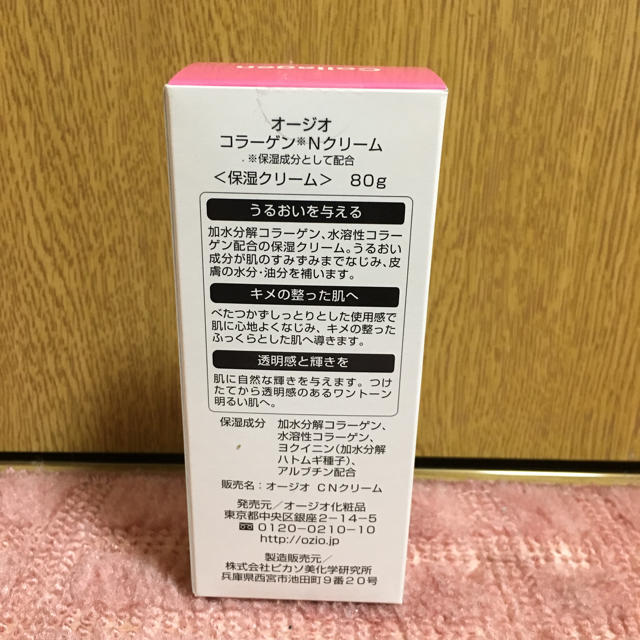 Collagen
オージオ
コラーゲン※Nクリーム
※保湿成分として配合
＜保湿クリーム＞ 80g
うるおいを与える
加水分解コラーゲン、水溶性コラー
ゲン配合の保湿クリーム。うるおい
成分が肌のすみずみまでなじみ、皮
膚の水分・油分を補います。
キメの整った肌へ
べたつかずしっとりとした使用感で
肌に心地よくなじみ、キメの整った
ふっくらとした肌へ導きます。
透明感と輝きを
肌に自然な輝きを与えます。つけ
たてから透明感のあるワントーン
明るい肌へ。
保湿成分 加水分解コラーゲン、
水溶性コラーゲン、
ヨクイニン(加水分解
ハトムギ種子)、
アルブチン配合
販売名：オージオ CNクリーム
発売元／オージオ化粧品
東京都中央区銀座2-14-5
0120-0210-10
http://ozio.jp/
製造販売元／
株式会社ピカソ美化学研究所
兵庫県西宮市池田町9番20号